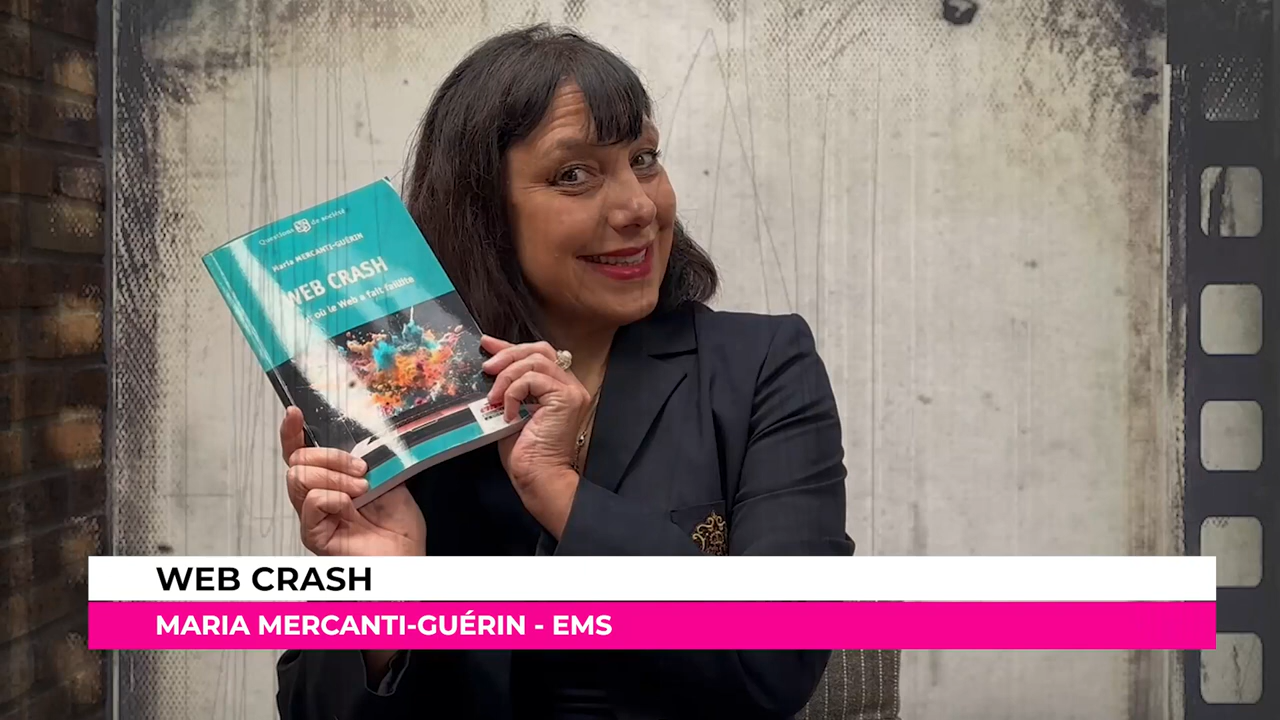 Questions de société
Maria MERCANTI-GUÉRIN
WEB CRASH
où le Web a fait faillite
WEB CRASH
MARIA MERCANTI-GUÉRIN - EMS